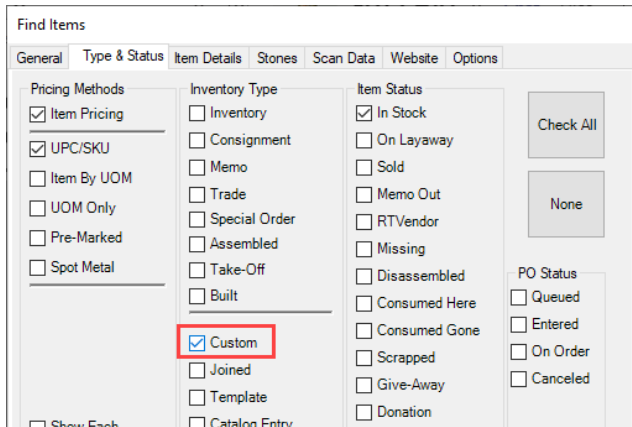 Find Items
General Type & Status Item Details Stones Scan Data Website Options
Pricing Methods
Item Pricing
UPC/SKU
Item By UOM
UOM Only
Pre-Marked
Spot Metal
Show Each
Inventory Type
Inventory
Consignment
Memo
Trade
Special Order
Assembled
Take-Off
Built
Custom
Joined
Template
Catalog Entry
Item Status
In Stock
On Layaway
Sold
Memo Out
RTVendor
Missing
Disassembled
Consumed Here
Consumed Gone
Scrapped
Give-Away
Donation
Check All
None
PO Status
Queued
Entered
On Order
Canceled